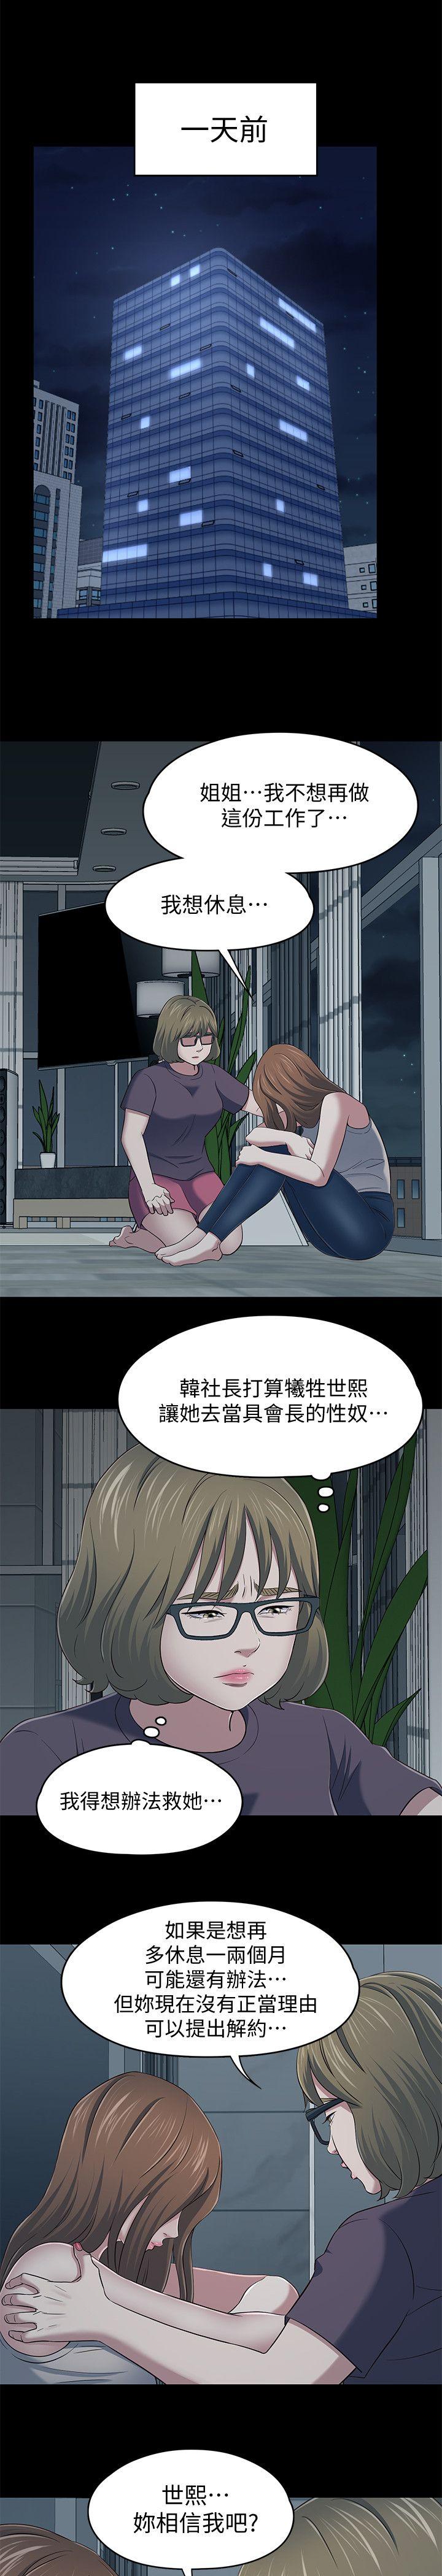 一天前
姐姐⋯我不想再做
這份工作了⋯
我想休息⋯
韓社長打算犧牲世熙
讓她去當具會長的性奴⋯
我得想辦法救她⋯
如果是想再
多休息一兩個月
可能還有辦法⋯
但妳現在沒有正當理由
可以提出解約⋯
世熙⋯
妳相信我吧?